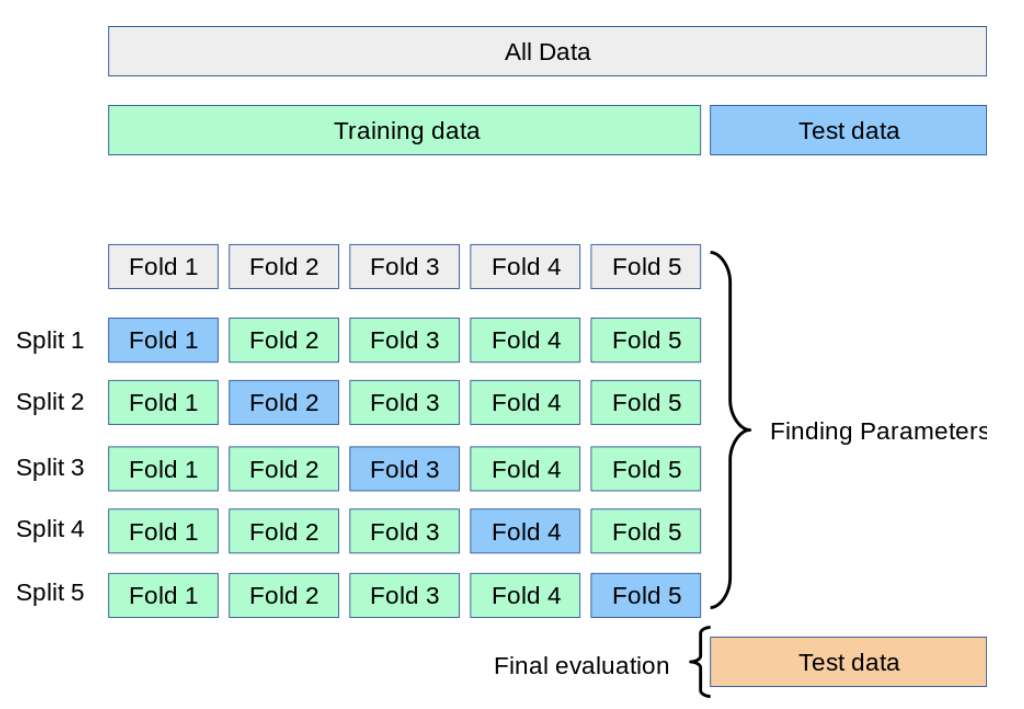 All Data
Training data Test data
Fold 1 Fold 2 Fold 3 Fold 4 Fold 5
Split 1 Fold 1 Fold 2 Fold 3 Fold 4 Fold 5
Split 2 Fold 1 Fold 2 Fold 3 Fold 4 Fold 5
Finding Parameters
Split 3 Fold 1 Fold 2 Fold 3 Fold 4 Fold 5
Split 4 Fold 1 Fold 2 Fold 3 Fold 4 Fold 5
Split 5 Fold 1 Fold 2 Fold 3 Fold 4 Fold 5
Final evaluation Test data